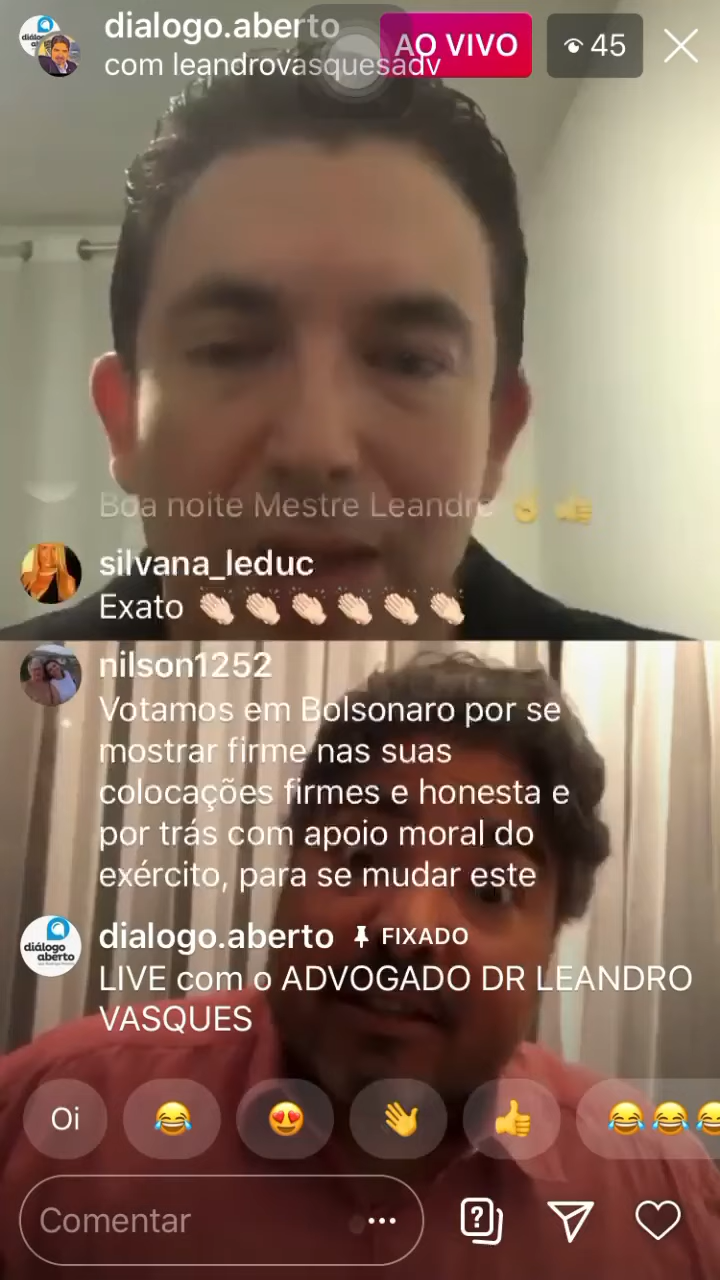 dialogo.aberto
AO VIVO
45
com leandrovasquesadv
Boa noite Mestre Leandro
silvana_leduc
Exato
nilson1252
Votamos em Bolsonaro por se
mostrar firme nas suas
colocações firmes e honesta e
por trás com apoio moral do
exército, para se mudar este
diálogo
aberto
dialogo.aberto FIXADO
LIVE com o ADVOGADO DR LEANDRO
VASQUES
Oi
Comentar